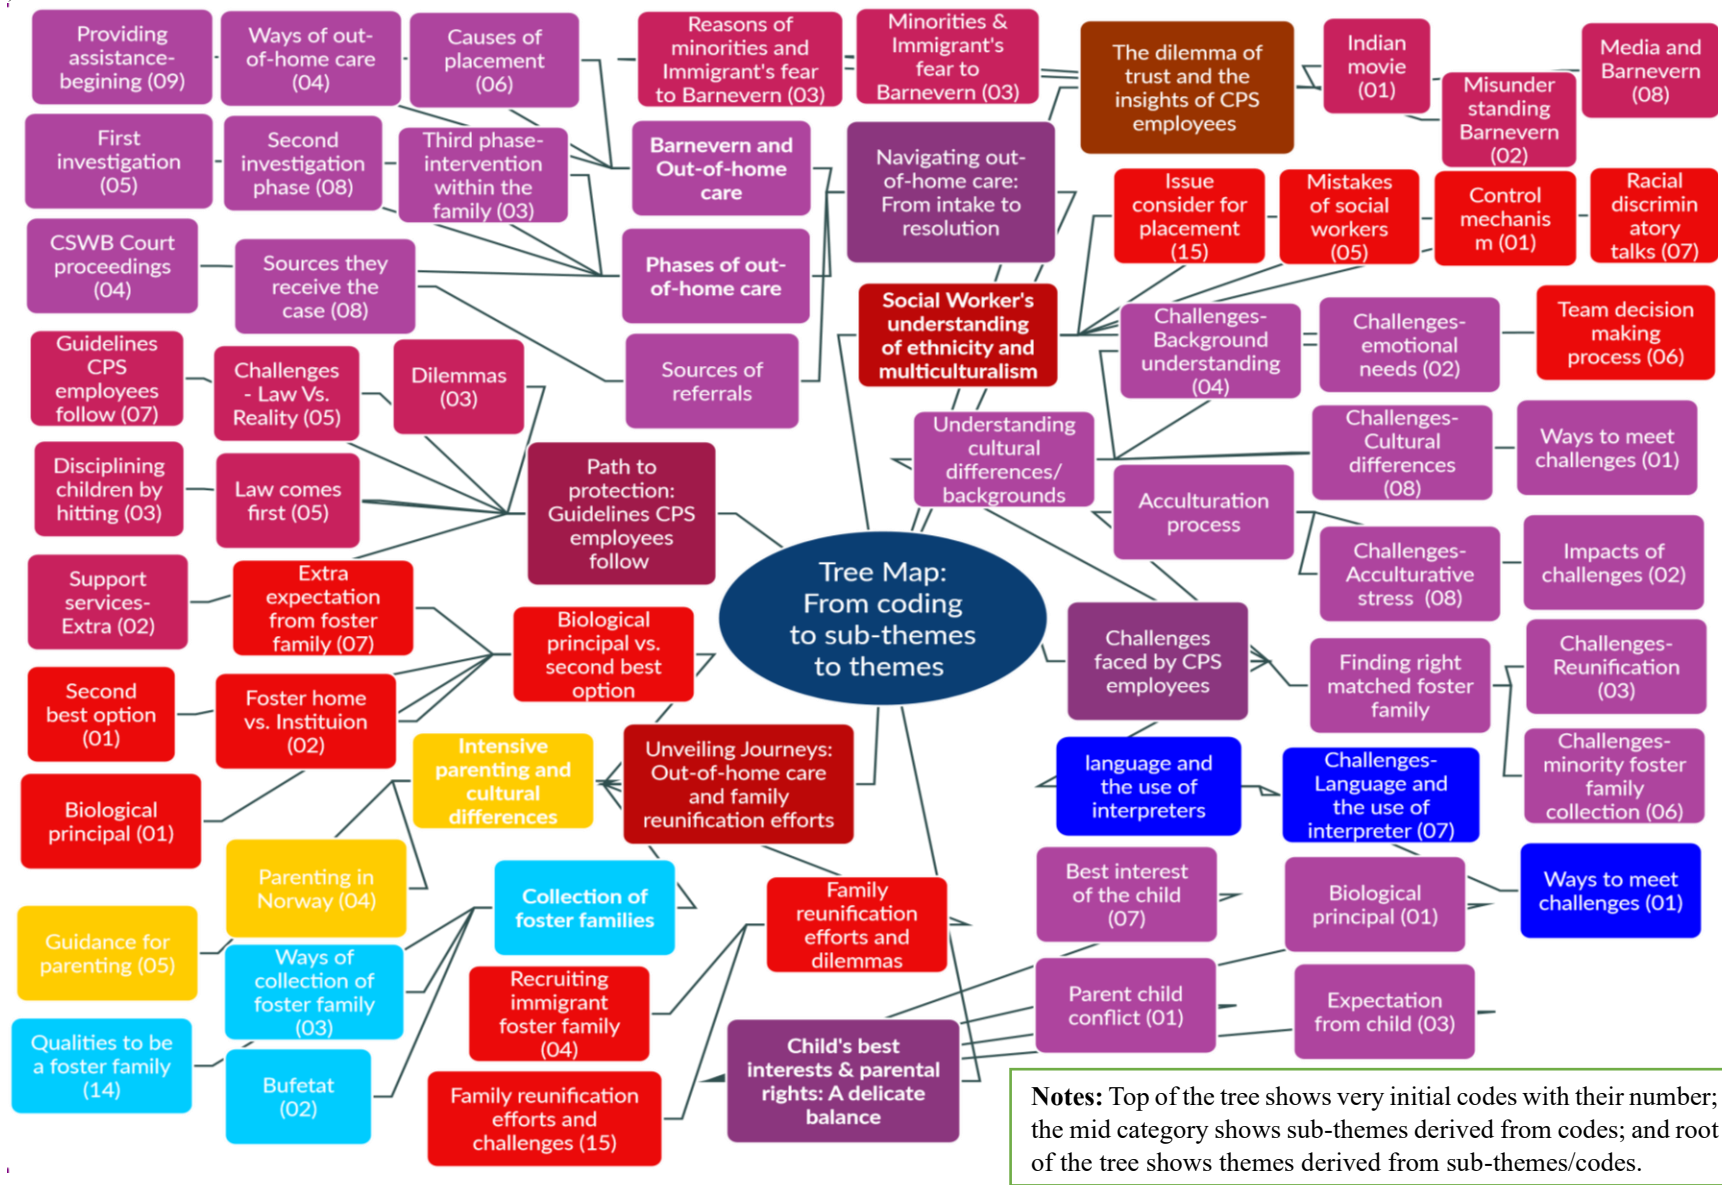 Providing
assistance-
begining (09)
Ways of out-
of-home care
(04)
Causes of
placement
(06)
Reasons of
minorities and
Immigrant's fear
to Barnevern (03)
Minorities &
Immigrant's
fear to
Barnevern (03)
The dilemma of
trust and the
insights of CPS
employees
Indian
movie
(01)
Misunder
standing
Barnevern
(02)
Media and
Barnevern
(08)
First
investigation
(05)
Second
investigation
phase (08)
Third phase-
intervention
within the
family (03)
Barnevern and
Out-of-home
care
Navigating out-
of-home care:
From intake to
resolution
Issue
consider for
placement
(15)
Mistakes
of social
workers
(05)
Control
mechanis
m (01)
Racial
discrimin
atory
talks (07)
CSWB Court
proceedings
(04)
Sources they
receive the
case (08)
Phases of out-
of-home care
Social Worker's
understanding
of ethnicity and
multiculturalism
Challenges-
Background
understanding
(04)
Challenges-
emotional
needs (02)
Team decision
making
process (06)
Guidelines
CPS
employees
follow (07)
Challenges
- Law Vs.
Reality (05)
Dilemmas
(03)
Sources of
referrals
Understanding
cultural
differences/
backgrounds
Challenges-
Cultural
differences
(08)
Ways to meet
challenges (01)
Disciplining
children by
hitting (03)
Law comes
first (05)
Path to
protection:
Guidelines CPS
employees
follow
Acculturation
process
Challenges-
Acculturative
stress (08)
Impacts of
challenges (02)
Support
services-
Extra (02)
Extra
expectation
from foster
family (07)
Biological
principal vs.
second best
option
Tree Map:
From coding
to sub-themes
to themes
Challenges
faced by CPS
employees
Finding right
matched foster
family
Challenges-
Reunification
(03)
Second
best option
(01)
Foster home
vs. Instituion
(02)
Intensive
parenting and
cultural
differences
Unveiling Journeys:
Out-of-home care
and family
reunification efforts
language and
the use of
interpreters
Challenges-
Language and
the use of
interpreter (07)
Challenges-
minority foster
family
collection (06)
Biological
principal (01)
Parenting in
Norway (04)
Collection of
foster families
Family
reunification
efforts and
dilemmas
Best interest
of the child
(07)
Biological
principal (01)
Ways to meet
challenges (01)
Guidance for
parenting (05)
Ways of
collection of
foster family
(03)
Recruiting
immigrant
foster family
(04)
Parent child
conflict (01)
Expectation
from child (03)
Qualities to be
a foster family
(14)
Bufetat
(02)
Family reunification
efforts and
challenges (15)
Child's best
interests & parental
rights: A delicate
balance
Notes: Top of the tree shows very initial codes with their number;
the mid category shows sub-themes derived from codes; and root
of the tree shows themes derived from sub-themes/codes.